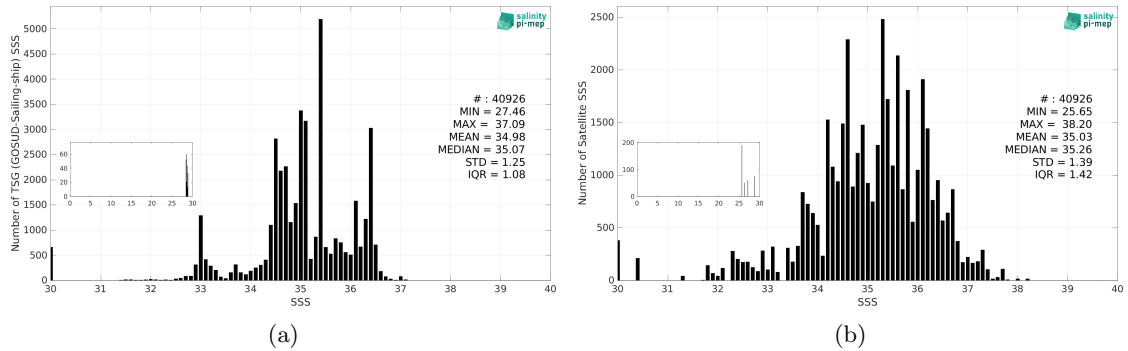 Number of TSG (GOSUD-Sailing-ship) SSS
5000
4500
4000
3500
3000
2500
2000
1500
1000
500
0
30 31 32 33 34 35 36 37 38 39 40
SSS
salinity
pi-mep
# : 40926
MIN = 27.46
MAX = 37.09
MEAN = 34.98
MEDIAN = 35.07
STD = 1.25
IQR = 1.08
60
40
20
0
0 5 10 15 20 25 30
(a)
Number of Satellite SSS
2500
2000
1500
1000
500
0
30 31 32 33 34 35 36 37 38 39 40
SSS
salinity
pi-mep
# : 40926
MIN = 25.65
MAX = 38.20
MEAN = 35.03
MEDIAN = 35.26
STD = 1.39
IQR = 1.42
200
100
0
0 5 10 15 20 25 30
(b)